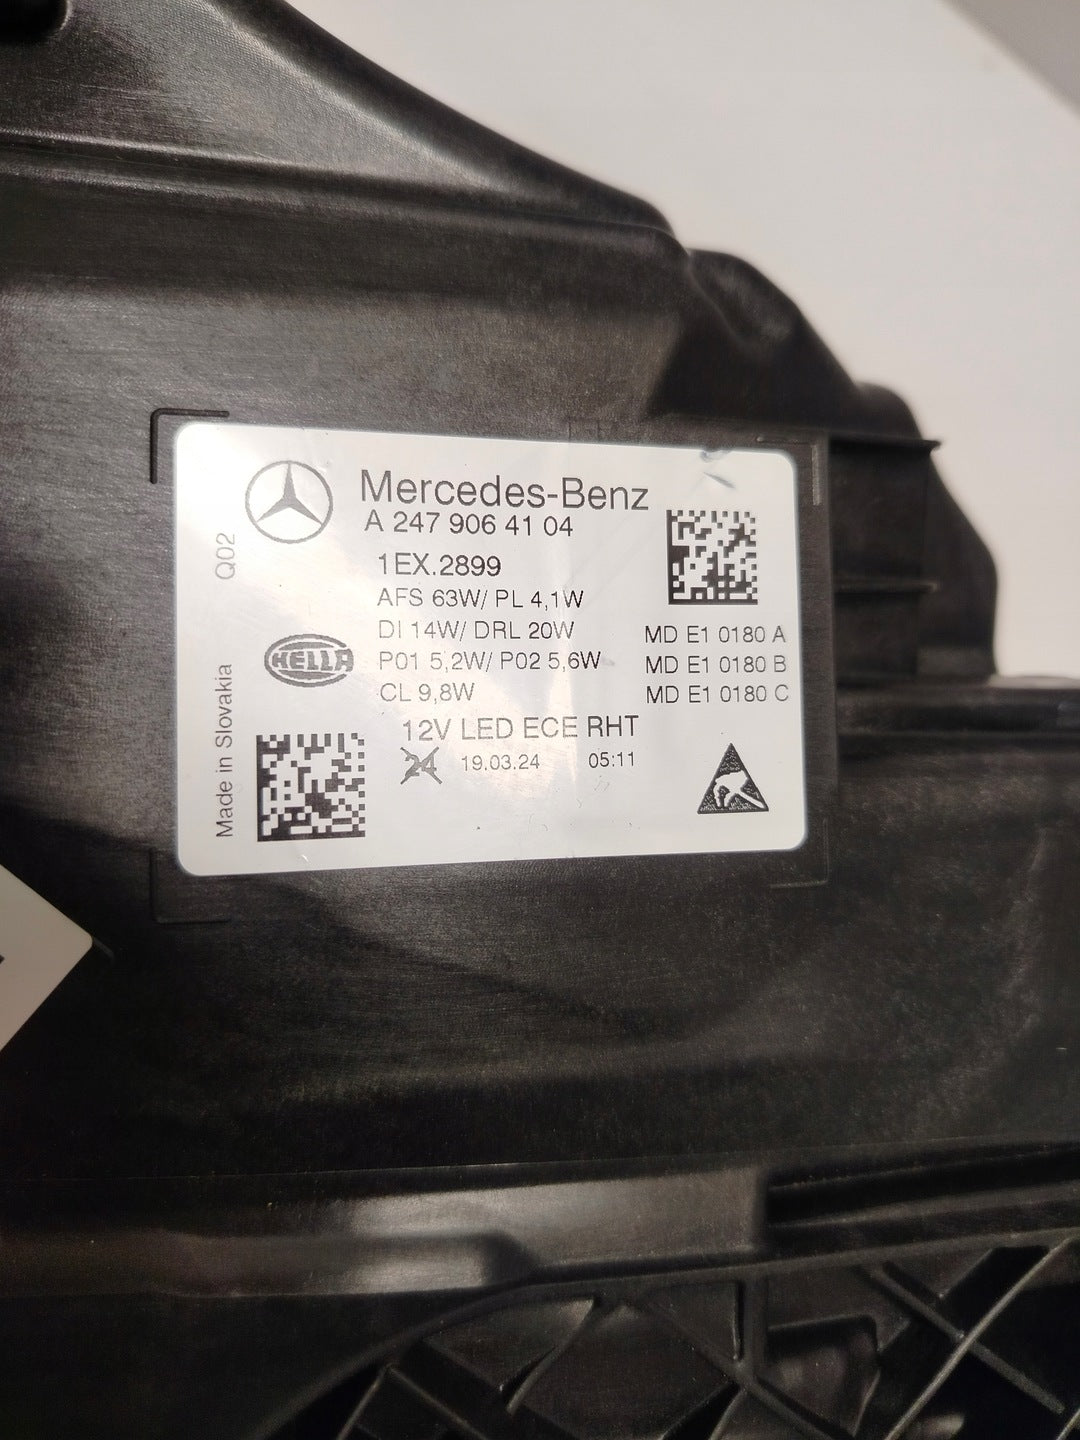 Mercedes-Benz
A 247 906 41 04
1EX.2899
AFS 63W/ PL 4,1W
DI 14W/ DRL 20W MD E1 0180 A
P01 5,2W/ P02 5,6W MD E1 0180 B
CL 9,8W MD E1 0180 C
12V LED ECE RHT
24 19.03.24 05:11
HELLA
Q02
Made in Slovakia